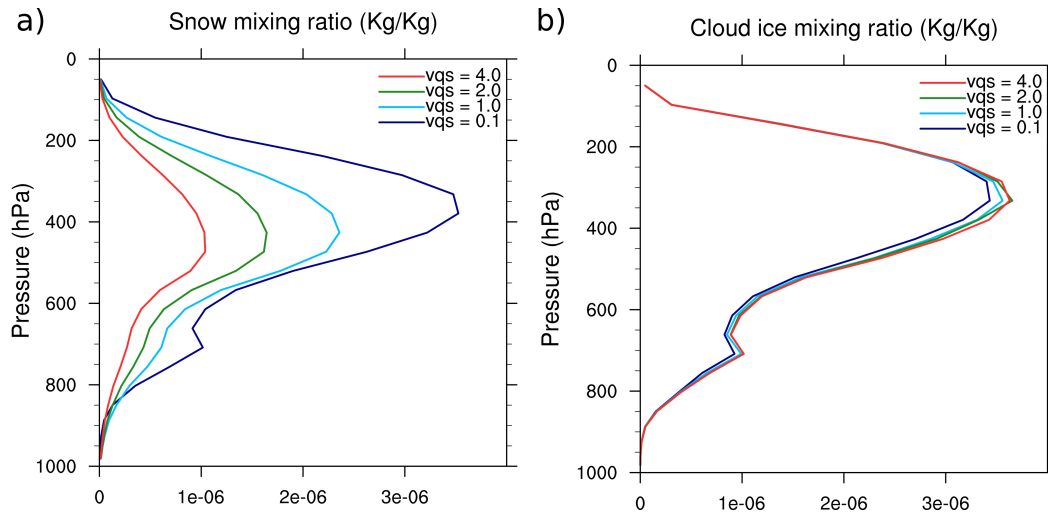 a)
Snow mixing ratio (Kg/Kg)
0
200
400
600
800
1000
Pressure (hPa)
vqs = 4.0
vqs = 2.0
vqs = 1.0
vqs = 0.1
0
1e-06
2e-06
3e-06
b)
Cloud ice mixing ratio (Kg/Kg)
0
200
400
600
800
1000
Pressure (hPa)
vqs = 4.0
vqs = 2.0
vqs = 1.0
vqs = 0.1
0
1e-06
2e-06
3e-06